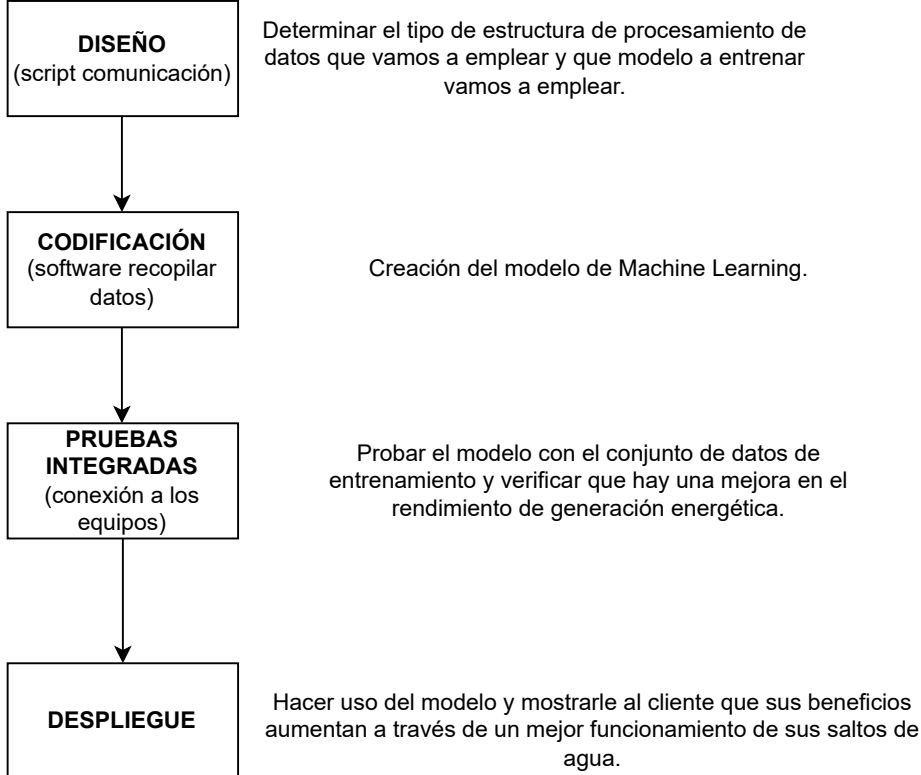 DISEÑO
(script comunicación)
Determinar el tipo de estructura de procesamiento de
datos que vamos a emplear y que modelo a entrenar
vamos a emplear.
CODIFICACIÓN
(software recopilar
datos)
Creación del modelo de Machine Learning.
PRUEBAS
INTEGRADAS
(conexión a los
equipos)
Probar el modelo con el conjunto de datos de
entrenamiento y verificar que hay una mejora en el
rendimiento de generación energética.
DESPLIEGUE
Hacer uso del modelo y mostrarle al cliente que sus beneficios
aumentan a través de un mejor funcionamiento de sus saltos de
agua.